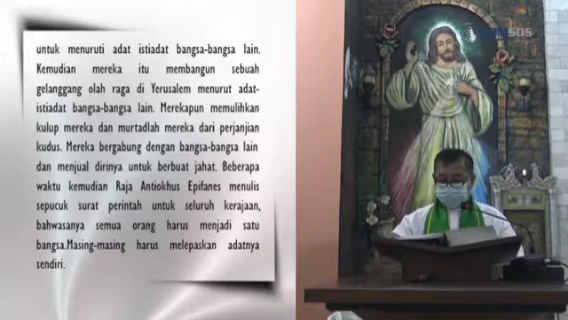 untuk menuruti adat istiadat bangsa-bangsa lain.
Kemudian mereka itu membangun sebuah
gelanggang olah raga di Yerusalem menurut adat-
istiadat bangsa-bangsa lain. Merekapun memulihkan
kulup mereka dan murtadlah mereka dari perjanjian
kudus. Mereka bergabung dengan bangsa-bangsa lain
dan menjual dirinya untuk berbuat jahat. Beberapa
waktu kemudian Raja Antiokhus Epifanes menulis
sepucuk surat perintah untuk seluruh kerajaan,
bahwasanya semua orang harus menjadi satu
bangsa.Masing-masing harus melepaskan adatnya
sendiri.